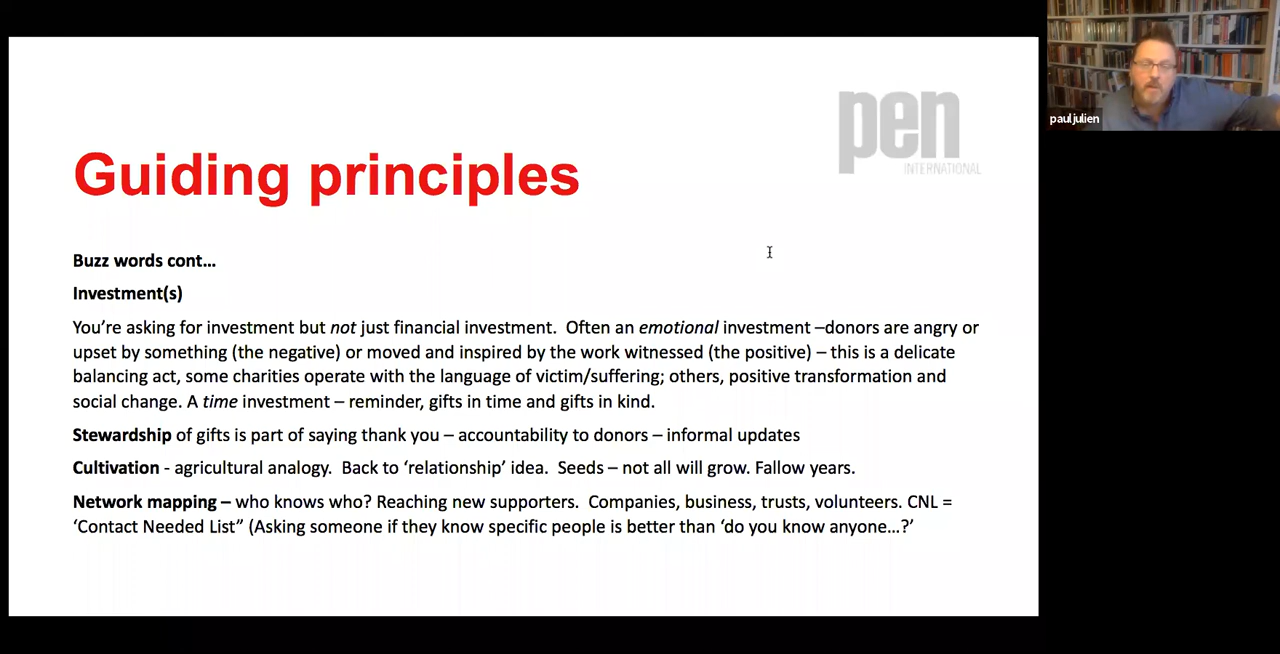 pen
INTERNATIONAL
pauljulien
Guiding principles
Buzz words cont…
Investment(s)
You’re asking for investment but not just financial investment.  Often an emotional investment –donors are angry or
upset by something (the negative) or moved and inspired by the work witnessed (the positive) – this is a delicate
balancing act, some charities operate with the language of victim/suffering; others, positive transformation and
social change. A time investment – reminder, gifts in time and gifts in kind.
Stewardship of gifts is part of saying thank you – accountability to donors – informal updates
Cultivation - agricultural analogy.  Back to ‘relationship’ idea.  Seeds – not all will grow. Fallow years.
Network mapping – who knows who? Reaching new supporters.  Companies, business, trusts, volunteers. CNL =
‘Contact Needed List” (Asking someone if they know specific people is better than ‘do you know anyone…?’